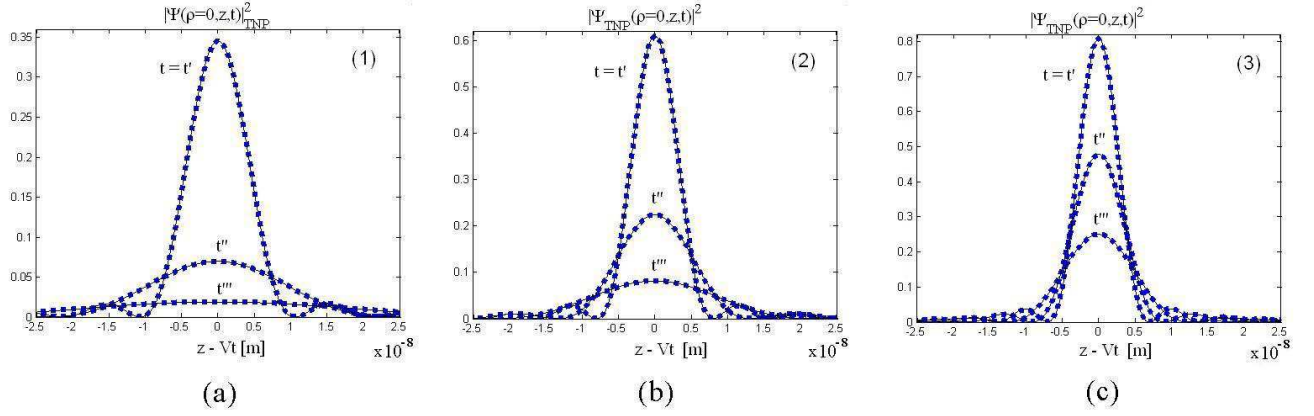 |Ψ(ρ=0,z,t)|²_TNP
(1)
t = t'
t''
t'''
0.35
0.3
0.25
0.2
0.15
0.1
0.05
0
-2.5 -2 -1.5 -1 -0.5 0 0.5 1 1.5 2 2.5
z - Vt [m]
x10⁻⁸
(a)
|Ψ_TNP(ρ=0,z,t)|²
(2)
t = t'
t''
t'''
0.6
0.5
0.4
0.3
0.2
0.1
0
-2.5 -2 -1.5 -1 -0.5 0 0.5 1 1.5 2 2.5
z - Vt [m]
x10⁻⁸
(b)
|Ψ_TNP(ρ=0,z,t)|²
(3)
t = t'
t''
t'''
0.8
0.7
0.6
0.5
0.4
0.3
0.2
0.1
0
-2.5 -2 -1.5 -1 -0.5 0 0.5 1 1.5 2 2.5
z - Vt [m]
x10⁻⁸
(c)